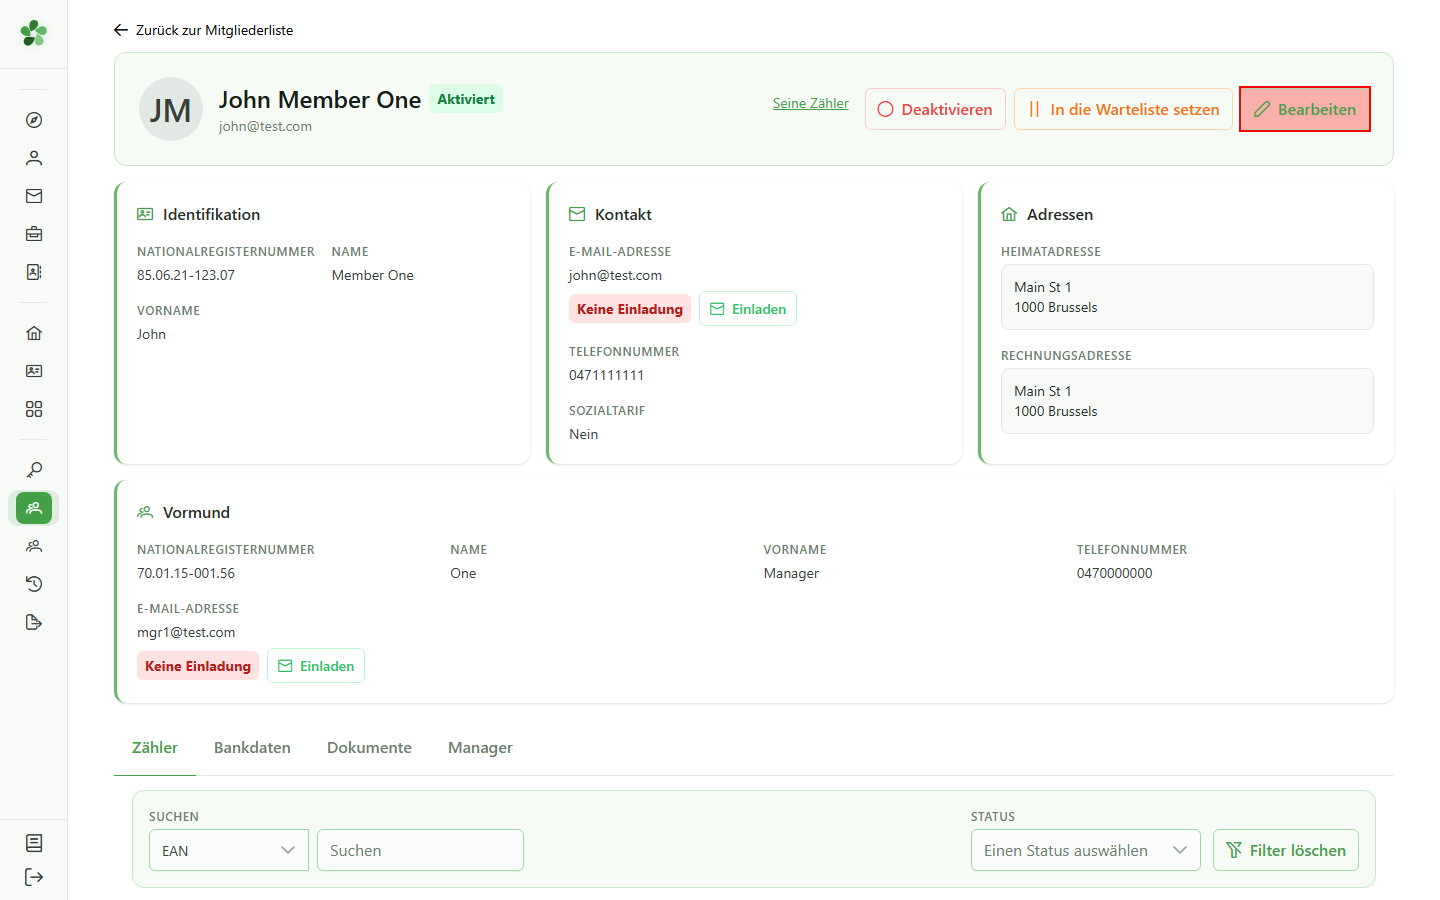 Zurück zur Mitgliederliste
JM
John Member One
Aktiviert
john@test.com
Seine Zähler
Deaktivieren
In die Warteliste setzen
Bearbeiten
Identifikation
NATIONALREGISTERNUMMER
NAME
85.06.21-123.07
Member One
VORNAME
John
Kontakt
E-MAIL-ADRESSE
john@test.com
Keine Einladung
Einladen
TELEFONNUMMER
0471111111
SOZIALTARIF
Nein
Adressen
HEIMATADRESSE
Main St 1
1000 Brussels
RECHNUNGSADRESSE
Main St 1
1000 Brussels
Vormund
NATIONALREGISTERNUMMER
NAME
VORNAME
TELEFONNUMMER
70.01.15-001.56
One
Manager
0470000000
E-MAIL-ADRESSE
mgr1@test.com
Keine Einladung
Einladen
Zähler
Bankdaten
Dokumente
Manager
SUCHEN
STATUS
EAN
Suchen
Einen Status auswählen
Filter löschen